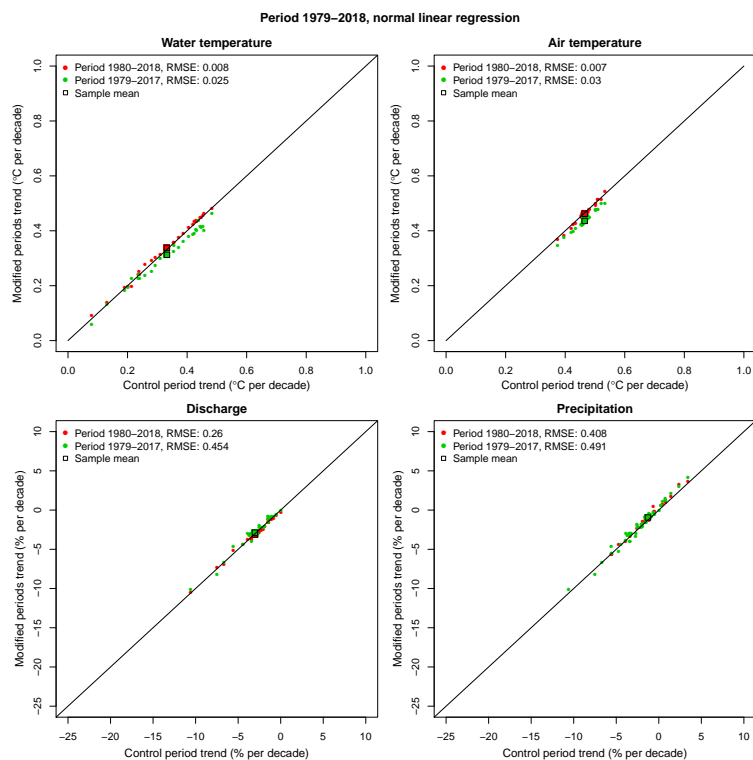 Period 1979−2018, normal linear regression
Water temperature
Period 1980−2018, RMSE: 0.008
Period 1979−2017, RMSE: 0.025
Sample mean
Modified periods trend (°C per decade)
1.0
0.8
0.6
0.4
0.2
0.0
0.0 0.2 0.4 0.6 0.8 1.0
Control period trend (°C per decade)
Air temperature
Period 1980−2018, RMSE: 0.007
Period 1979−2017, RMSE: 0.03
Sample mean
Modified periods trend (°C per decade)
1.0
0.8
0.6
0.4
0.2
0.0
0.0 0.2 0.4 0.6 0.8 1.0
Control period trend (°C per decade)
Discharge
Period 1980−2018, RMSE: 0.26
Period 1979−2017, RMSE: 0.454
Sample mean
Modified periods trend (% per decade)
10
5
0
−5
−10
−15
−20
−25
−25 −20 −15 −10 −5 0 5 10
Control period trend (% per decade)
Precipitation
Period 1980−2018, RMSE: 0.408
Period 1979−2017, RMSE: 0.491
Sample mean
Modified periods trend (% per decade)
10
5
0
−5
−10
−15
−20
−25
−25 −20 −15 −10 −5 0 5 10
Control period trend (% per decade)